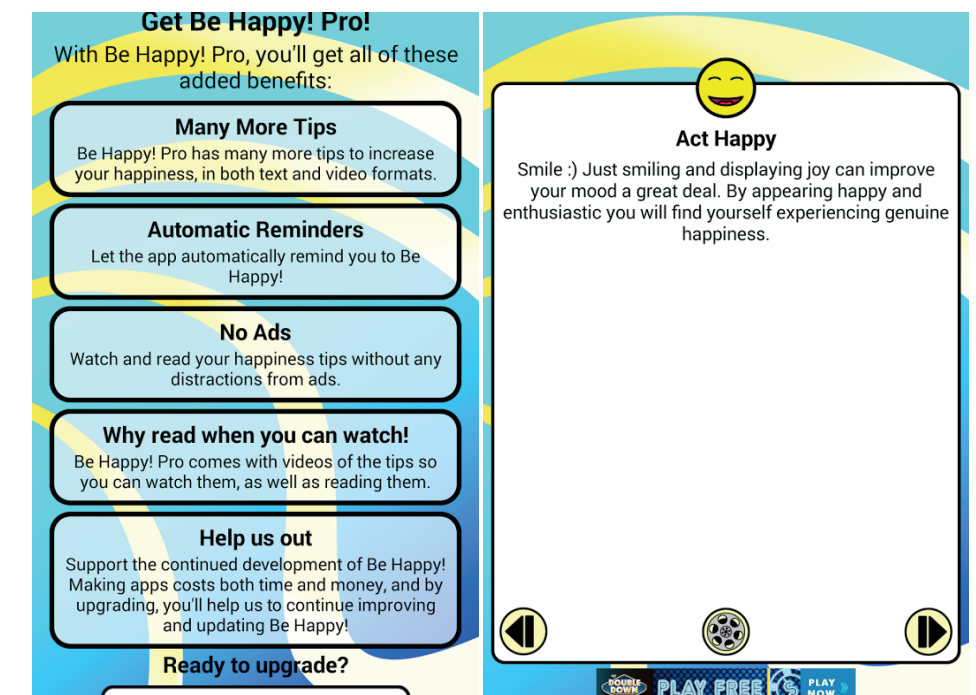 Get Be Happy! Pro!
With Be Happy! Pro, you'll get all of these
added benefits:
Many More Tips
Be Happy! Pro has many more tips to increase
your happiness, in both text and video formats.
Automatic Reminders
Let the app automatically remind you to Be
Happy!
No Ads
Watch and read your happiness tips without any
distractions from ads.
Why read when you can watch!
Be Happy! Pro comes with videos of the tips so
you can watch them, as well as reading them.
Help us out
Support the continued development of Be Happy!
Making apps costs both time and money, and by
upgrading, you'll help us to continue improving
and updating Be Happy!
Ready to upgrade?
Act Happy
Smile :) Just smiling and displaying joy can improve
your mood a great deal. By appearing happy and
enthusiastic you will find yourself experiencing genuine
happiness.
DOUBLE
DOWN
PLAY FREE
PLAY
NOW